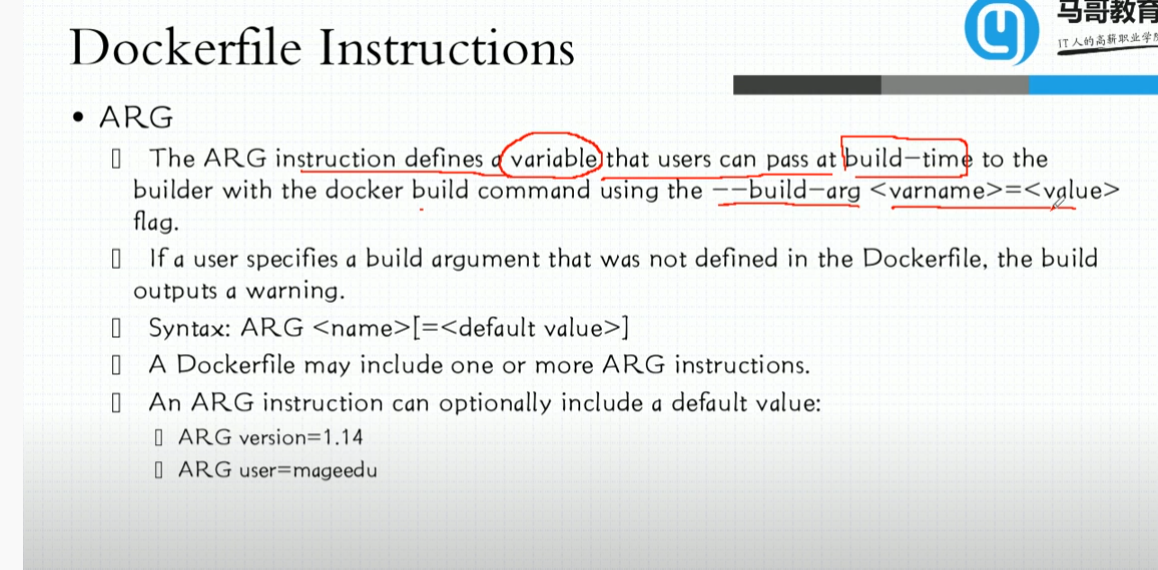 Dockerfile Instructions
马哥教育
IT人的高薪职业学
• ARG
The ARG instruction defines a variable that users can pass at build-time to the
builder with the docker build command using the --build-arg <varname>=<value>
flag.
If a user specifies a build argument that was not defined in the Dockerfile, the build
outputs a warning.
Syntax: ARG <name>[=<default value>]
A Dockerfile may include one or more ARG instructions.
An ARG instruction can optionally include a default value:
ARG version=1.14
ARG user=mageedu